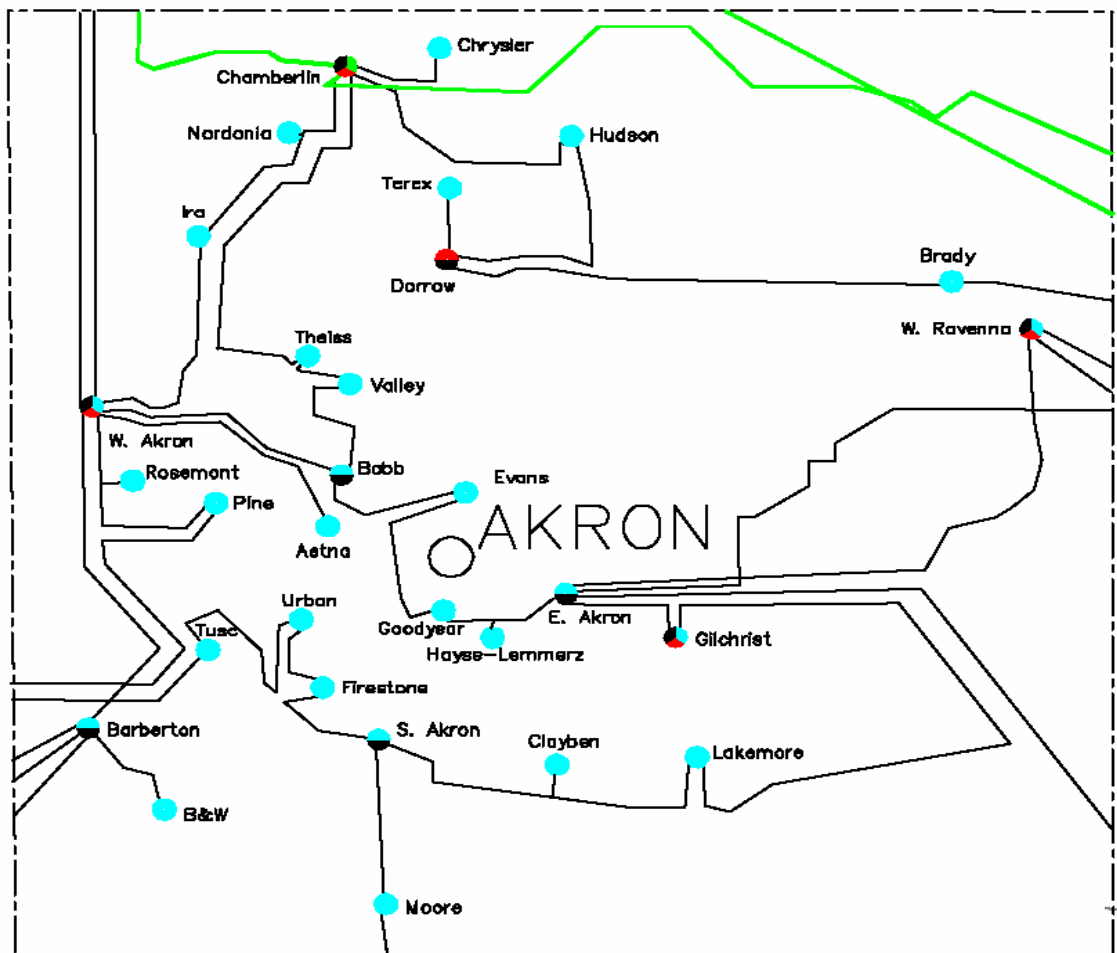 Chrysler
Chamberlin
Nordonia
Hudson
Terex
Ira
Brady
Darrow
W. Ravenna
Theiss
Valley
W. Akron
Babb
Rosemont
Evans
Pine
AKRON
Aetna
Urban
Goodyear
E. Akron
Tusc
Gilchrist
Hayse-Lemmerz
Firestone
Barberton
S. Akron
Clayben
Lakemore
B&W
Moore